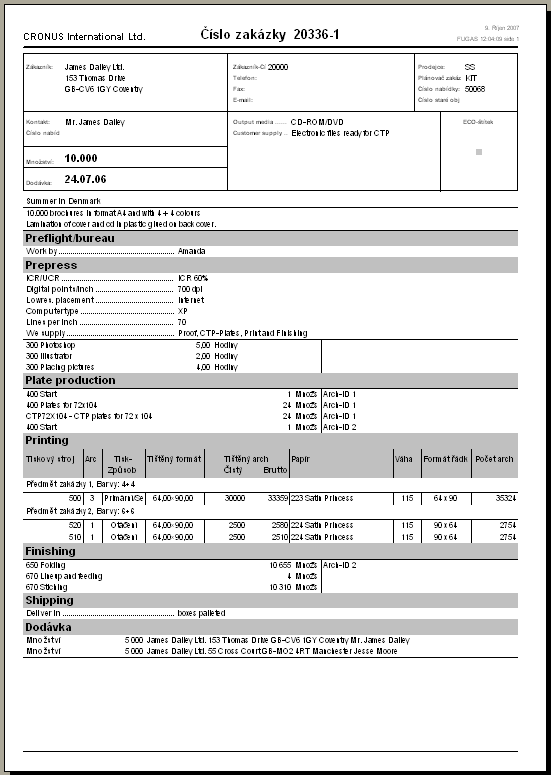 CRONUS International Ltd.
Číslo zakázky 20336-1
9. Říjen 2007
PUGAS 12:04:09 side 1
Zákazník: James Dailey Ltd.
153 Thomas Drive
GB-CV6 1GY Coventry
Zákazník-Čí 20000
Telefon:
Fax:
E-mail:
Prodejce: SS
Plánovač zakáz KIT
Číslo nabídky: 50068
Číslo staré obj
Kontakt: Mr. James Dailey
Číslo nabíd
Output media ...... CD-ROM/DVD
Customer supply .. Electronic files ready for CTP
ECO-štítek
Množství: 10.000
Dodávka: 24.07.06
Summer in Denmark
10.000 brochures in format A4 and with 4 + 4 colours
Lamination of cover and cd in plastic glued on back cover.
Preflight/bureau
Work by ........ Amanda
Prepress
ICR/UCR ........ ICR 60%
Digital points/inch ........ 700 dpi
Lowres. placement ........ Internet
Computertype ........ XP
Lines per inch ........ 70
We supply ........ Proof, CTP-Plates, Print and Finishing
300 Photoshop 5,00 Hodiny
300 Illustrator 2,00 Hodiny
300 Placing pictures 4,00 Hodiny
Plate production
400 Start 1 Množs Arch-ID 1
400 Plates for 72x104 24 Množs Arch-ID 1
CTP72X104 - CTP plates for 72 x 104 24 Množs Arch-ID 1
400 Start 1 Množs Arch-ID 2
Printing
Tiskový stroj Arc Tisk- Tištěný formát Tištěný arch Papír Váha Formát řádk Počet arch
Způsob Čistý Brutto
Předmět zakázky 1, Barvy: 4+4
500 3 Primární/Se 64,00×90,00 30000 33359 223 Satin Princess 115 64 x 90 35324
Předmět zakázky 2, Barvy: 6+6
520 1 Otáčení 64,00×90,00 2500 2580 224 Satin Princess 115 90 x 64 2754
510 1 Otáčení 64,00×90,00 2500 2510 224 Satin Princess 115 90 x 64 2754
Finishing
650 Folding 10.655 Množs Arch-ID 2
670 Lineup and feeding 4 Množs
670 Stiching 10.310 Množs
Shipping
Deliver in ........ boxes palleted
Dodávka
Množství 5.000 James Dailey Ltd. 153 Thomas Drive GB-CV6 1GY Coventry Mr. James Dailey
Množství 5.000 James Dailey Ltd. 55 Cross Court GB-MO2 4RT Manchester Jesse Moore